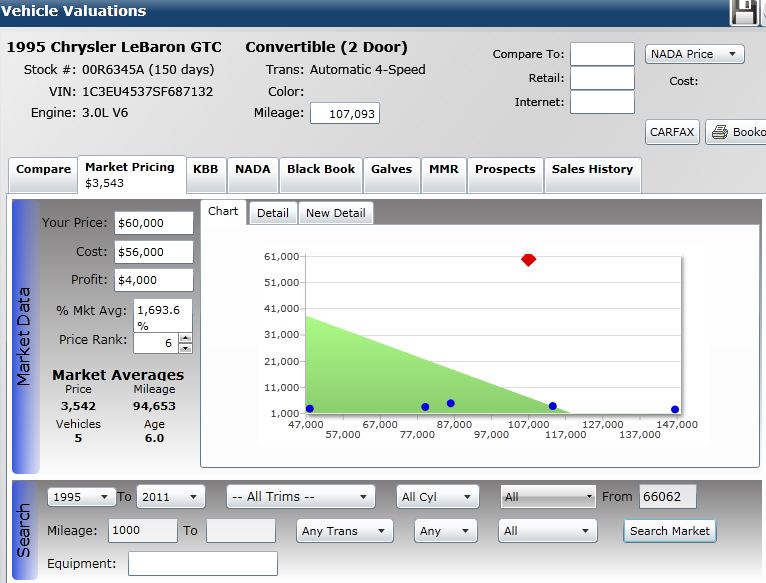 Vehicle Valuations
1995 Chrysler LeBaron GTC Convertible (2 Door)
Stock #: 00R6345A (150 days) Trans: Automatic 4-Speed
VIN: 1C3EU4537SF687132 Color:
Engine: 3.0L V6 Mileage: 107,093
Compare To: NADA Price
Retail: Cost:
Internet:
CARFAX Booko
Compare Market Pricing KBB NADA Black Book Galves MMR Prospects Sales History
$3,543
Market Data
Your Price: $60,000
Cost: $56,000
Profit: $4,000
% Mkt Avg: 1,693.6
%
Price Rank: 6
Market Averages
Price Mileage
3,542 94,653
Vehicles Age
5 6.0
Chart Detail New Detail
61,000
51,000
41,000
31,000
21,000
11,000
1,000
47,000 67,000 87,000 107,000 127,000 147,000
57,000 77,000 97,000 117,000 137,000
Search
1995 To 2011 -- All Trims -- All Cyl All From 66062
Mileage: 1000 To Any Trans Any All Search Market
Equipment: